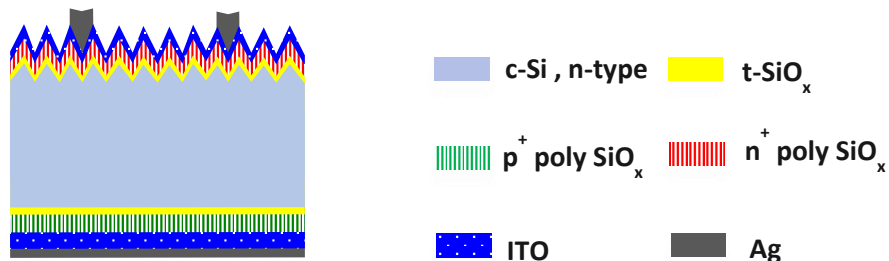 c-Si , n-type
t-SiOx
p+ poly SiOx
n+ poly SiOx
ITO
Ag